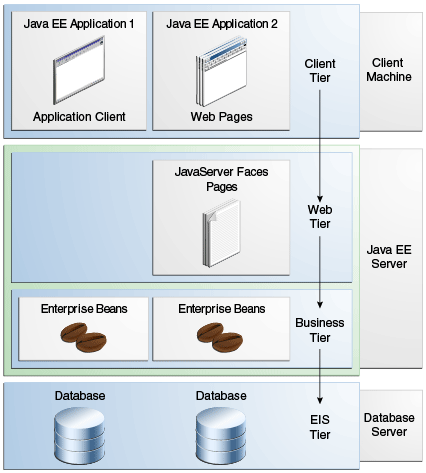 Java EE Application 1
Java EE Application 2
Application Client
Web Pages
Client
Tier
Client
Machine
JavaServer Faces
Pages
Web
Tier
Java EE
Server
Enterprise Beans
Enterprise Beans
Business
Tier
Database
Database
EIS
Tier
Database
Server